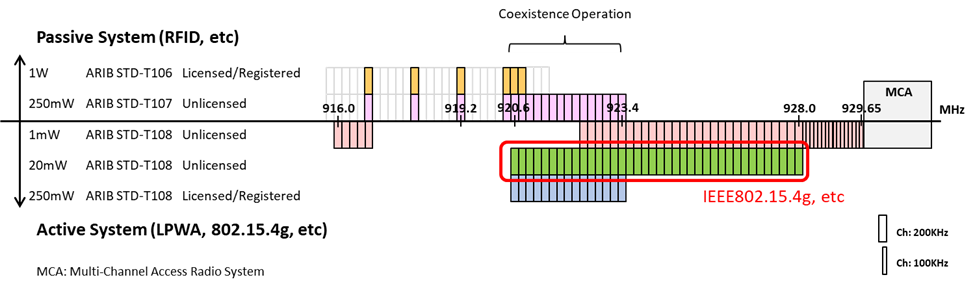 Coexistence Operation
Passive System (RFID, etc)
1W ARIB STD-T106 Licensed/Registered
250mW ARIB STD-T107 Unlicensed
MCA
916.0 919.2 920.6 923.4 928.0 929.65 MHz
1mW ARIB STD-T108 Unlicensed
20mW ARIB STD-T108 Unlicensed
250mW ARIB STD-T108 Licensed/Registered
IEEE802.15.4g, etc
Active System (LPWA, 802.15.4g, etc)
Ch: 200KHz
Ch: 100KHz
MCA: Multi-Channel Access Radio System